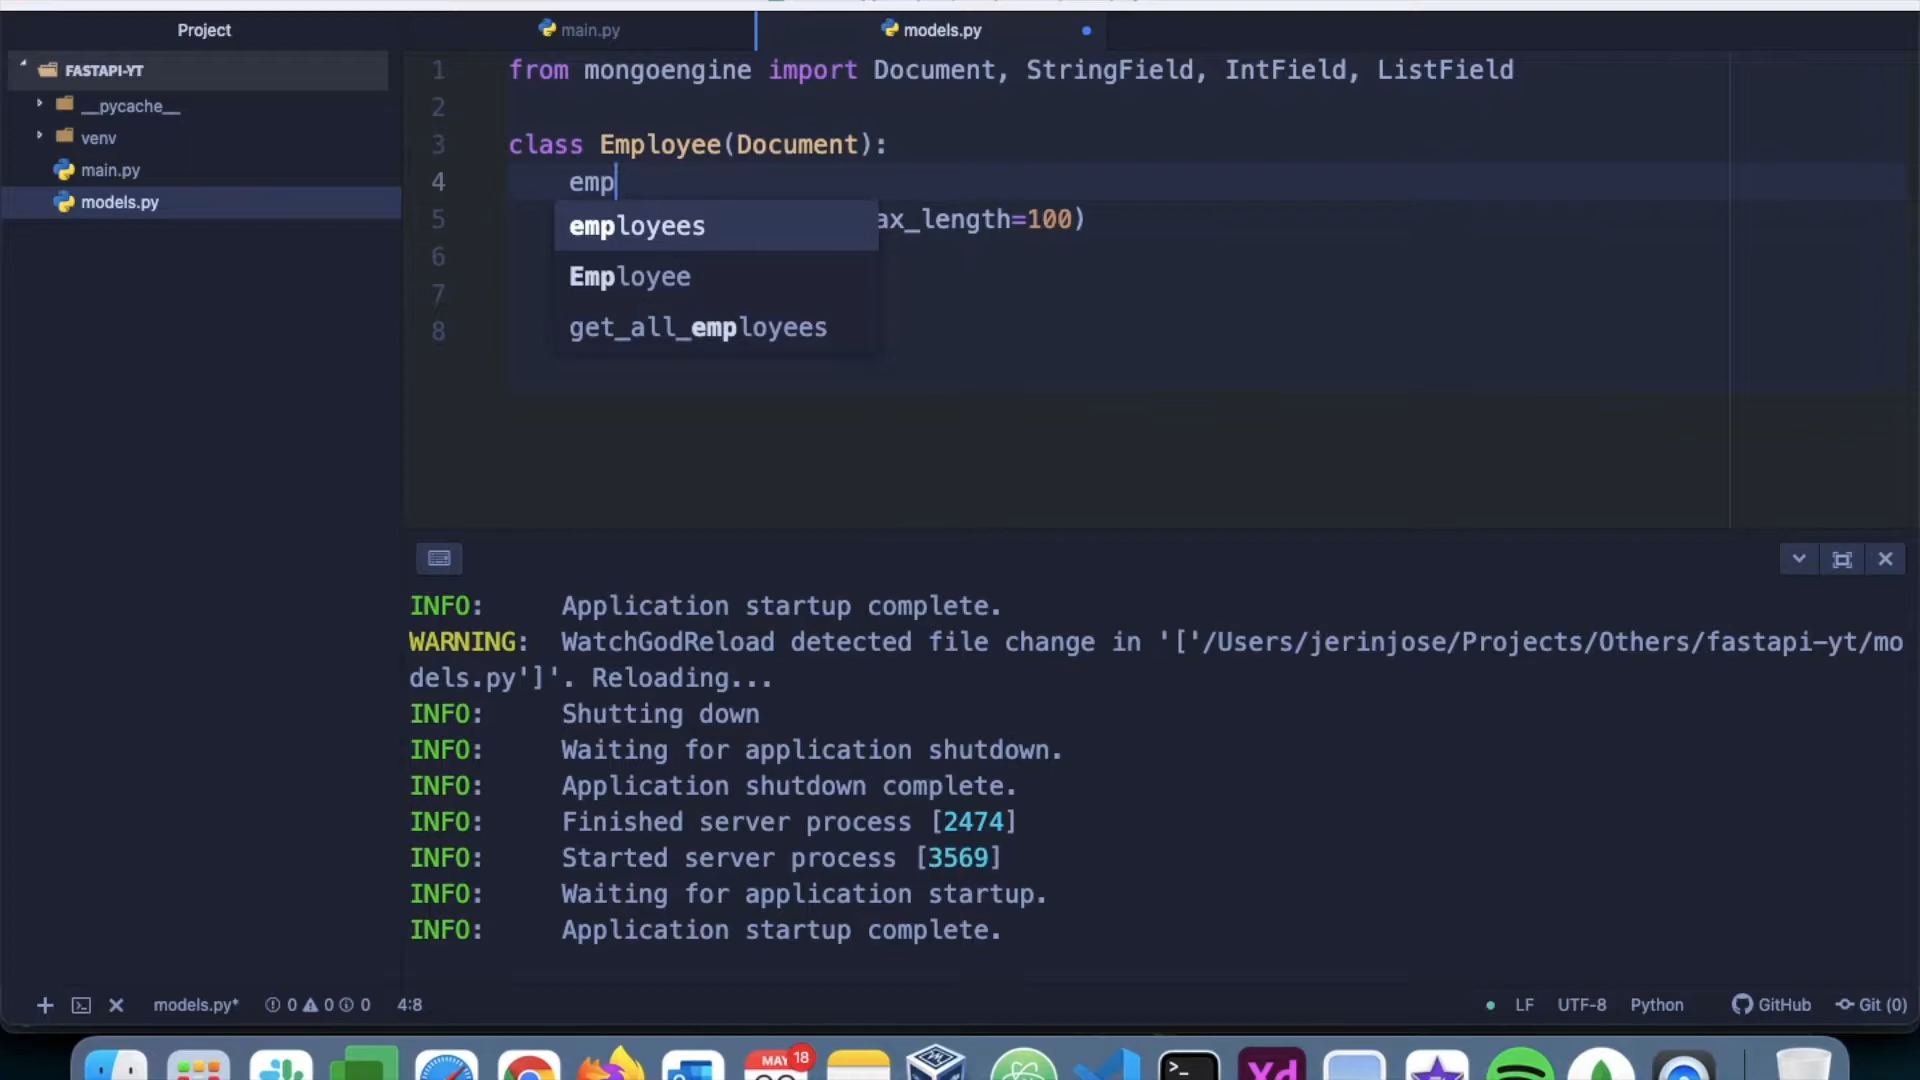 Project
main.py
models.py
FASTAPI-YT
__pycache__
venv
main.py
models.py
1 from mongoengine import Document, StringField, IntField, ListField
2
3 class Employee(Document):
4 emp
5 ax_length=100)
6
7
8
employees
Employee
get_all_employees
INFO: Application startup complete.
WARNING: WatchGodReload detected file change in '['/Users/jerinjose/Projects/Others/fastapi-yt/mo
dels.py']'. Reloading...
INFO: Shutting down
INFO: Waiting for application shutdown.
INFO: Application shutdown complete.
INFO: Finished server process [2474]
INFO: Started server process [3569]
INFO: Waiting for application startup.
INFO: Application startup complete.
models.py* 0 0 0 4:8
LF UTF-8 Python GitHub Git (0)
MAY 18
Xd